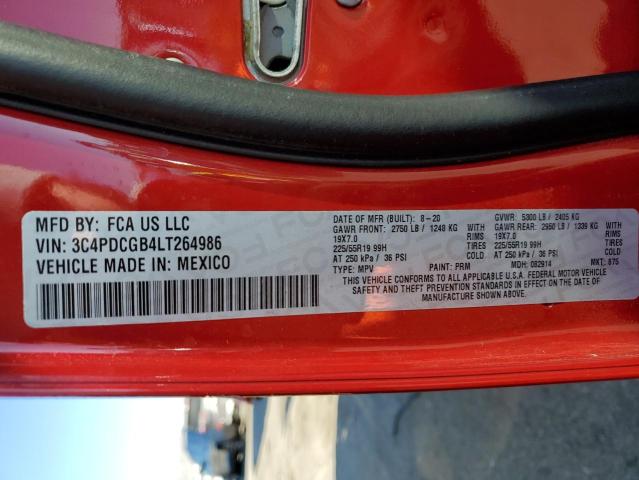 MFD BY: FCA US LLC
VIN: 3C4PDCGB4LT264986
VEHICLE MADE IN: MEXICO
DATE OF MFR (BUILT): 8-20 GVWR: 5300 LB / 2405 KG
GAWR FRONT: 2750 LB / 1248 KG WITH GAWR REAR: 2950 LB / 1339 KG WITH
19X7.0 RIMS 19X7.0 RIMS
225/55R19 99H TIRES 225/55R19 99H TIRES
AT 250 kPa / 36 PSI COLD AT 250 kPa / 36 PSI COLD
TYPE: MPV PAINT: PRM MDH: 082914 MKT: 875
THIS VEHICLE CONFORMS TO ALL APPLICABLE U.S.A. FEDERAL MOTOR VEHICLE
SAFETY AND THEFT PREVENTION STANDARDS IN EFFECT ON THE DATE OF
MANUFACTURE SHOWN ABOVE.